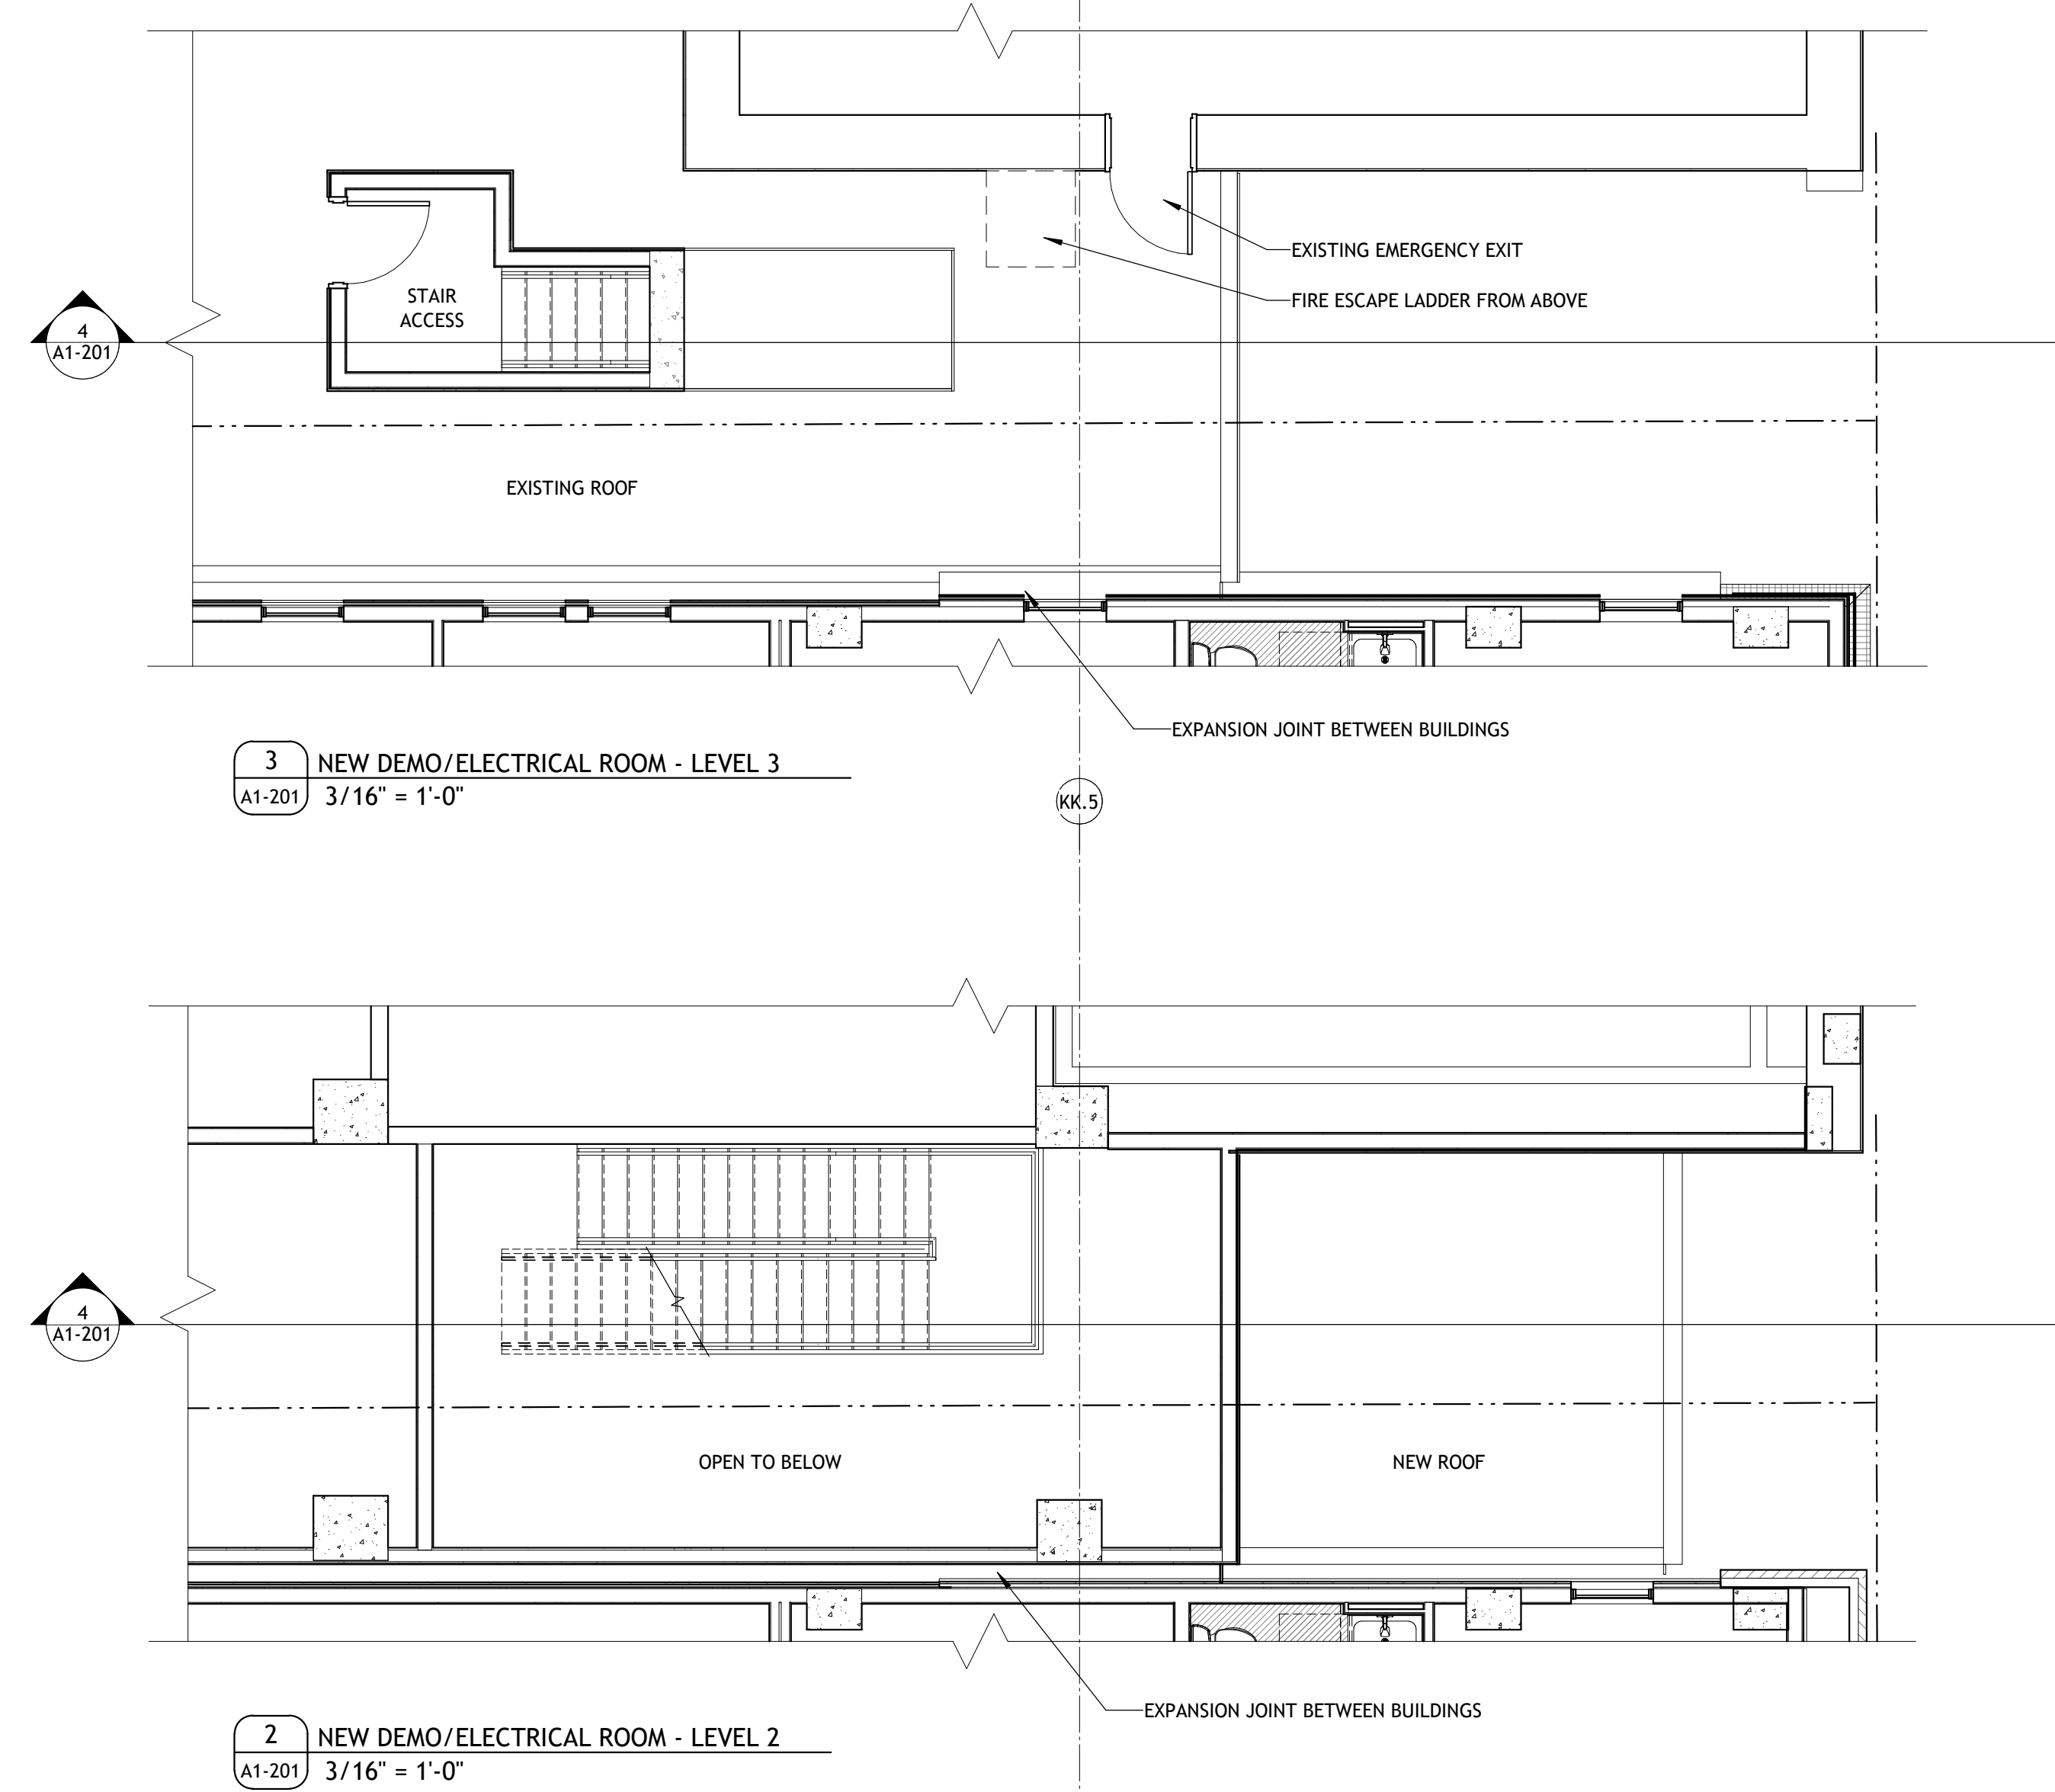 EXISTING EMERGENCY EXIT
STAIR
ACCESS
FIRE ESCAPE LADDER FROM ABOVE
4
A1-201
EXISTING ROOF
EXPANSION JOINT BETWEEN BUILDINGS
3
NEW DEMO/ELECTRICAL ROOM - LEVEL 3
A1-201
3/16" = 1'-0"
KK.5
4
A1-201
OPEN TO BELOW
NEW ROOF
EXPANSION JOINT BETWEEN BUILDINGS
2
NEW DEMO/ELECTRICAL ROOM - LEVEL 2
A1-201
3/16" = 1'-0"